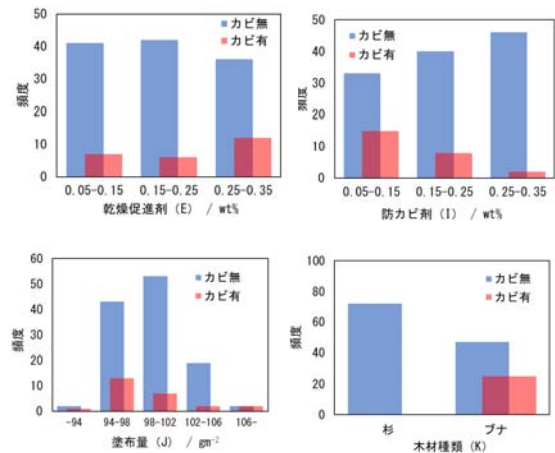 50
40
30
20
10
0
頻度
カビ無
カビ有
0.05-0.15 0.15-0.25 0.25-0.35
乾燥促進剤 (E) / wt%
50
40
30
20
10
0
頻度
カビ無
カビ有
0.05-0.15 0.15-0.25 0.25-0.35
防カビ剤 (I) / wt%
60
50
40
30
20
10
0
頻度
カビ無
カビ有
-94 94-98 98-102 102-106 106-
塗布量 (J) / gm⁻²
100
80
60
40
20
0
頻度
カビ無
カビ有
杉 ブナ
木材種類 (K)